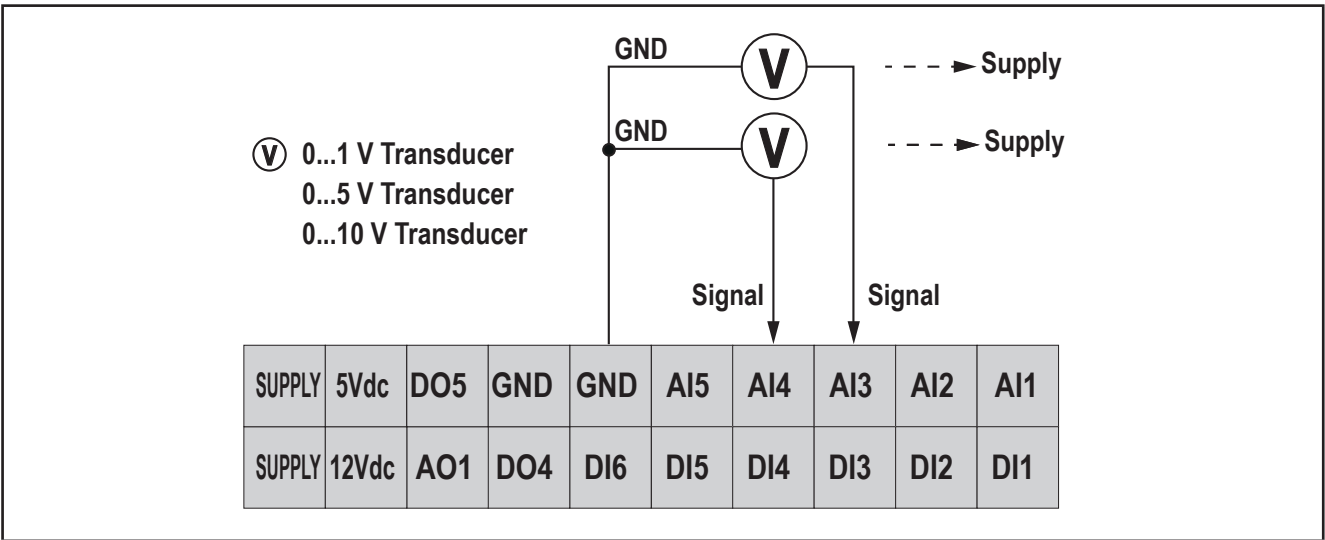 GND
V
Supply
GND
V
Supply
V 0...1 V Transducer
0...5 V Transducer
0...10 V Transducer
Signal
Signal
SUPPLY 5Vdc DO5 GND GND AI5 AI4 AI3 AI2 AI1
SUPPLY 12Vdc AO1 DO4 DI6 DI5 DI4 DI3 DI2 DI1